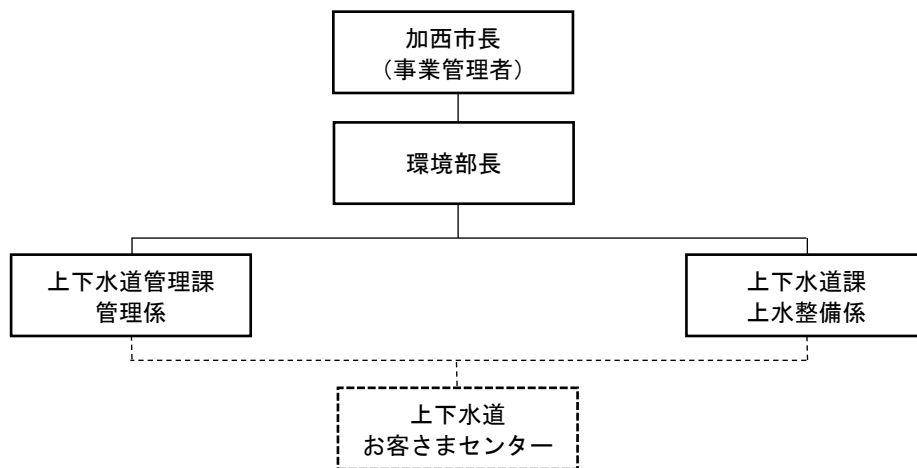 加西市長
（事業管理者）
環境部長
上下水道管理課
管理係
上下水道課
上水整備係
上下水道
お客さまセンター